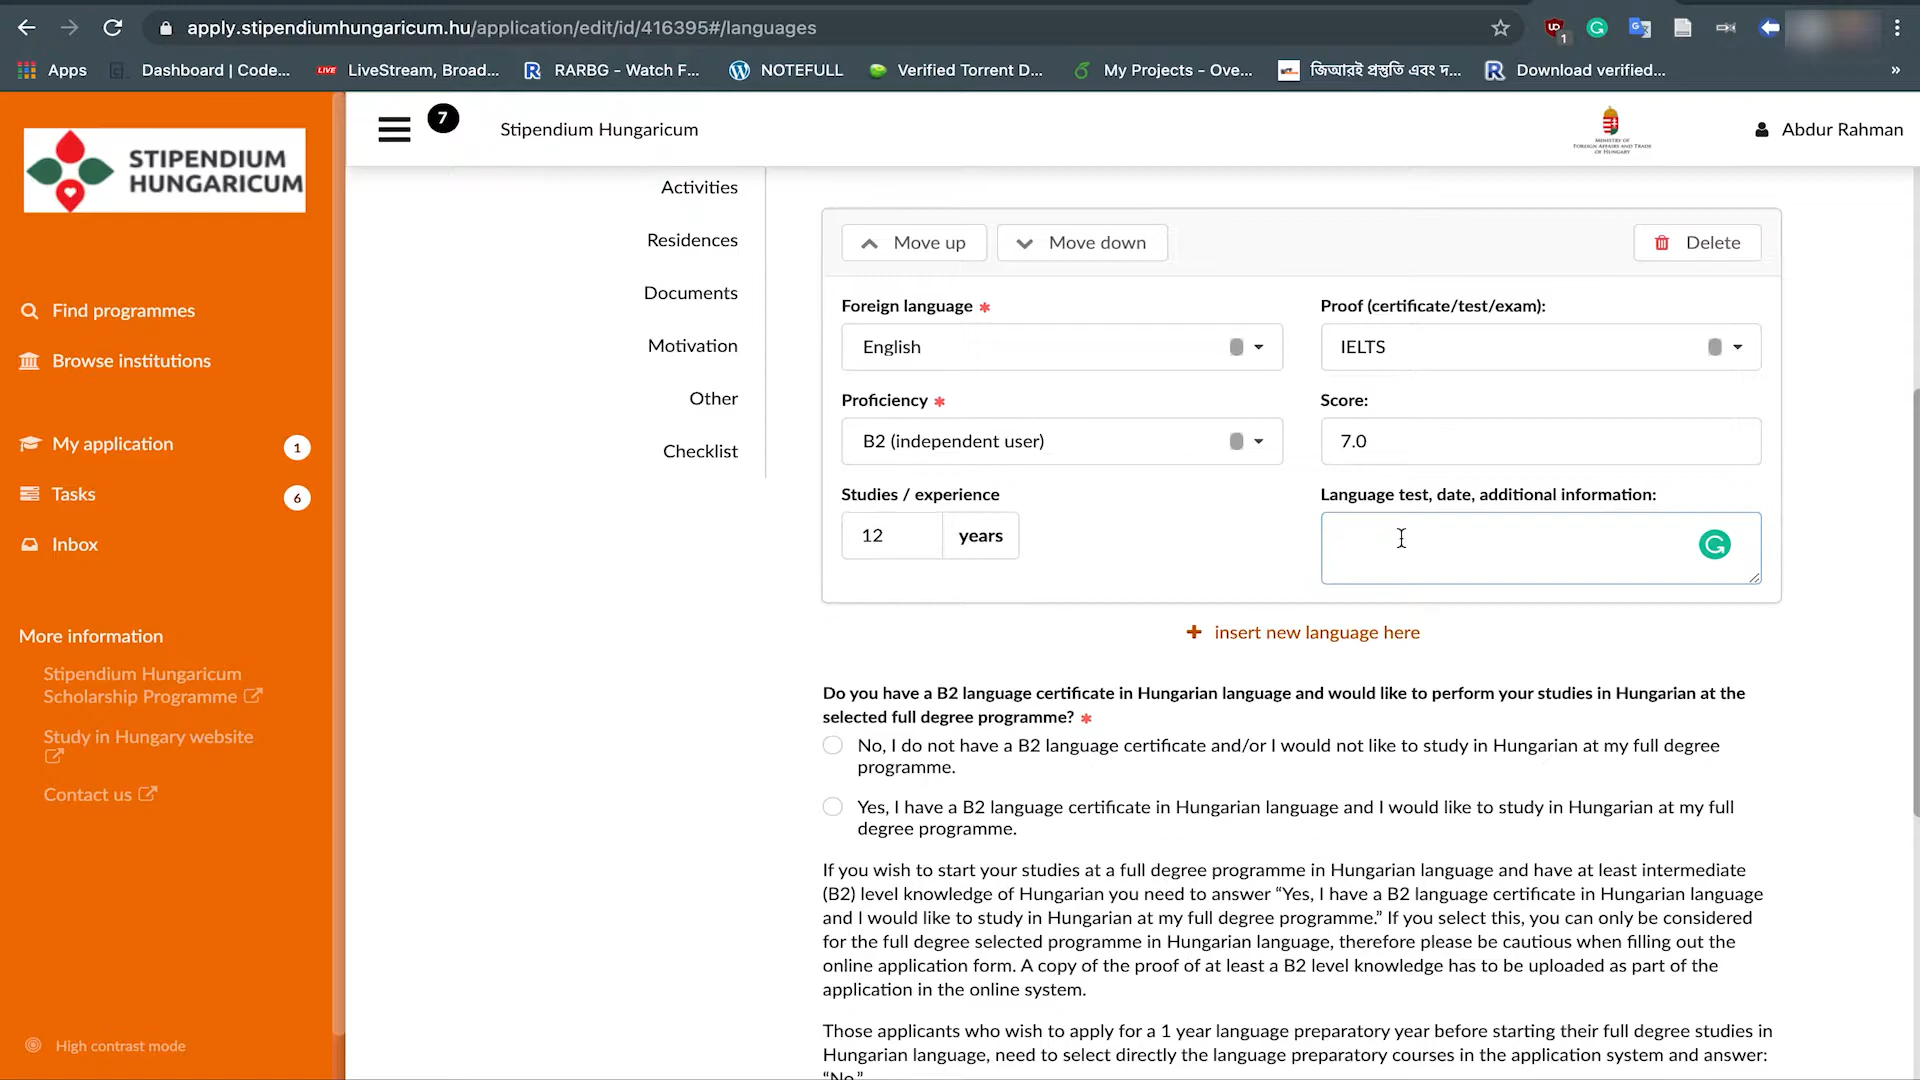 apply.stipendiumhungaricum.hu/application/edit/id/416395#/languages
1
Apps
Dashboard | Code...
LIVE LiveStream, Broad...
R RARBG - Watch F...
NOTEFULL
Verified Torrent D...
My Projects - Ove...
জিআরই প্রস্তুতি এবং দ...
R Download verified...
»
STIPENDIUM
HUNGARICUM
7
Stipendium Hungaricum
MINISTRY OF
FOREIGN AFFAIRS AND TRADE
OF HUNGARY
Abdur Rahman
Find programmes
Browse institutions
My application 1
Tasks 6
Inbox
More information
Stipendium Hungaricum
Scholarship Programme
Study in Hungary website
Contact us
High contrast mode
Activities
Residences
Documents
Motivation
Other
Checklist
Move up
Move down
Delete
Foreign language *
English
Proof (certificate/test/exam):
IELTS
Proficiency *
B2 (independent user)
Score:
7.0
Studies / experience
12 years
Language test, date, additional information:
+ insert new language here
Do you have a B2 language certificate in Hungarian language and would like to perform your studies in Hungarian at the
selected full degree programme? *
No, I do not have a B2 language certificate and/or I would not like to study in Hungarian at my full degree
programme.
Yes, I have a B2 language certificate in Hungarian language and I would like to study in Hungarian at my full
degree programme.
If you wish to start your studies at a full degree programme in Hungarian language and have at least intermediate
(B2) level knowledge of Hungarian you need to answer “Yes, I have a B2 language certificate in Hungarian language
and I would like to study in Hungarian at my full degree programme.” If you select this, you can only be considered
for the full degree selected programme in Hungarian language, therefore please be cautious when filling out the
online application form. A copy of the proof of at least a B2 level knowledge has to be uploaded as part of the
application in the online system.
Those applicants who wish to apply for a 1 year language preparatory year before starting their full degree studies in
Hungarian language, need to select directly the language preparatory courses in the application system and answer:
“No”